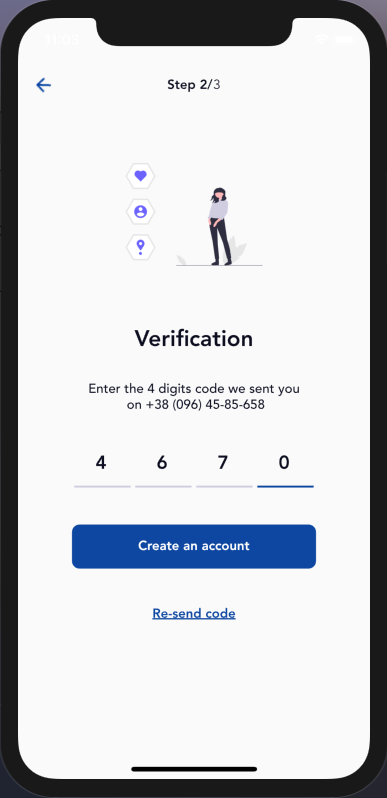 11:03
Step 2/3
Verification
Enter the 4 digits code we sent you
on +38 (096) 45-85-658
4 6 7 0
Create an account
Re-send code